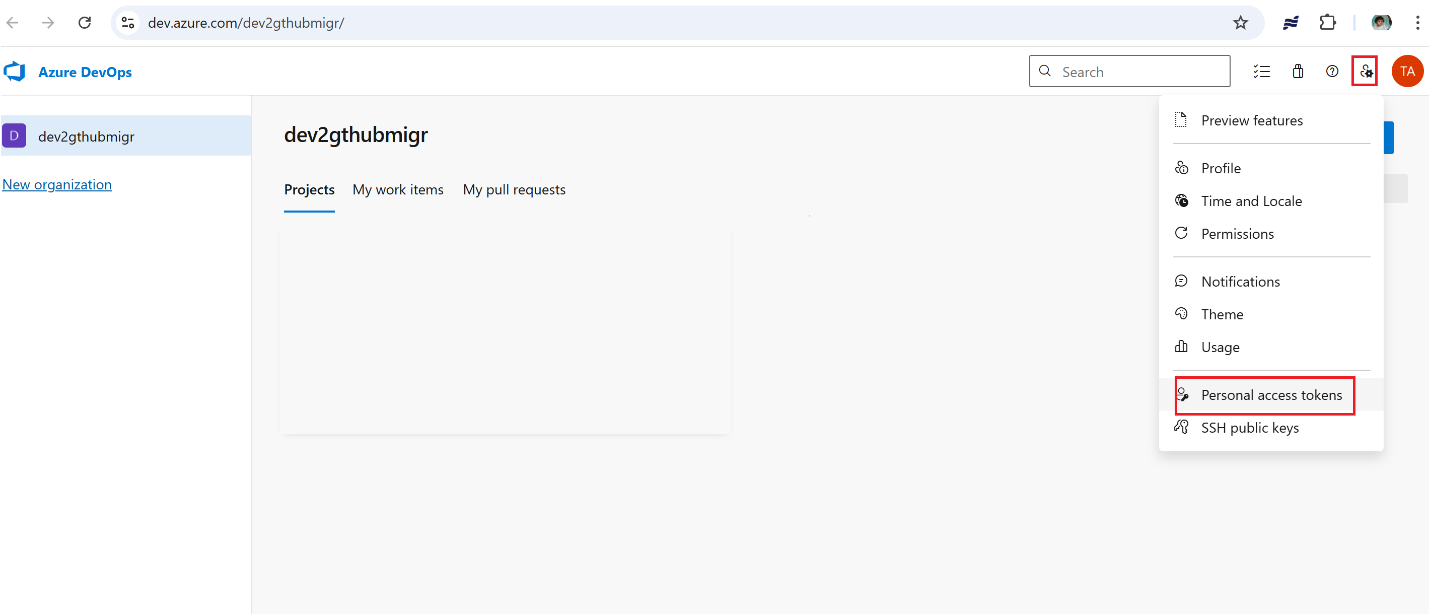 dev.azure.com/dev2gthubmigr/
Azure DevOps
Search
TA
D
dev2gthubmigr
New organization
dev2gthubmigr
Projects
My work items
My pull requests
Preview features
Profile
Time and Locale
Permissions
Notifications
Theme
Usage
Personal access tokens
SSH public keys